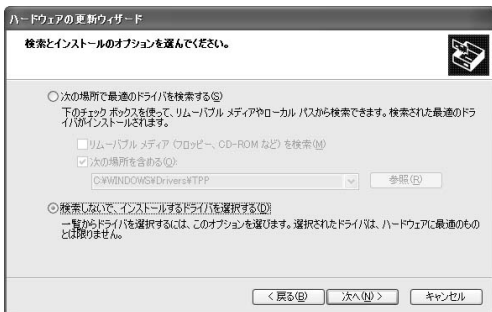 ハードウェアの更新ウィザード
検索とインストールのオプションを選んでください。
次の場所で最適のドライバを検索する(S)
下のチェック ボックスを使って、リムーバブル メディアやローカル パスから検索できます。検索された最適のドラ
イバがインストールされます。
リムーバブル メディア (フロッピー、CD-ROM など) を検索(M)
次の場所を含める(O):
C:¥WINDOWS¥Drivers¥TPP
参照(R)
検索しないで、インストールするドライバを選択する(D)
一覧からドライバを選択するには、このオプションを選びます。選択されたドライバは、ハードウェアに最適のもの
とは限りません。
< 戻る(B)
次へ(N) >
キャンセル